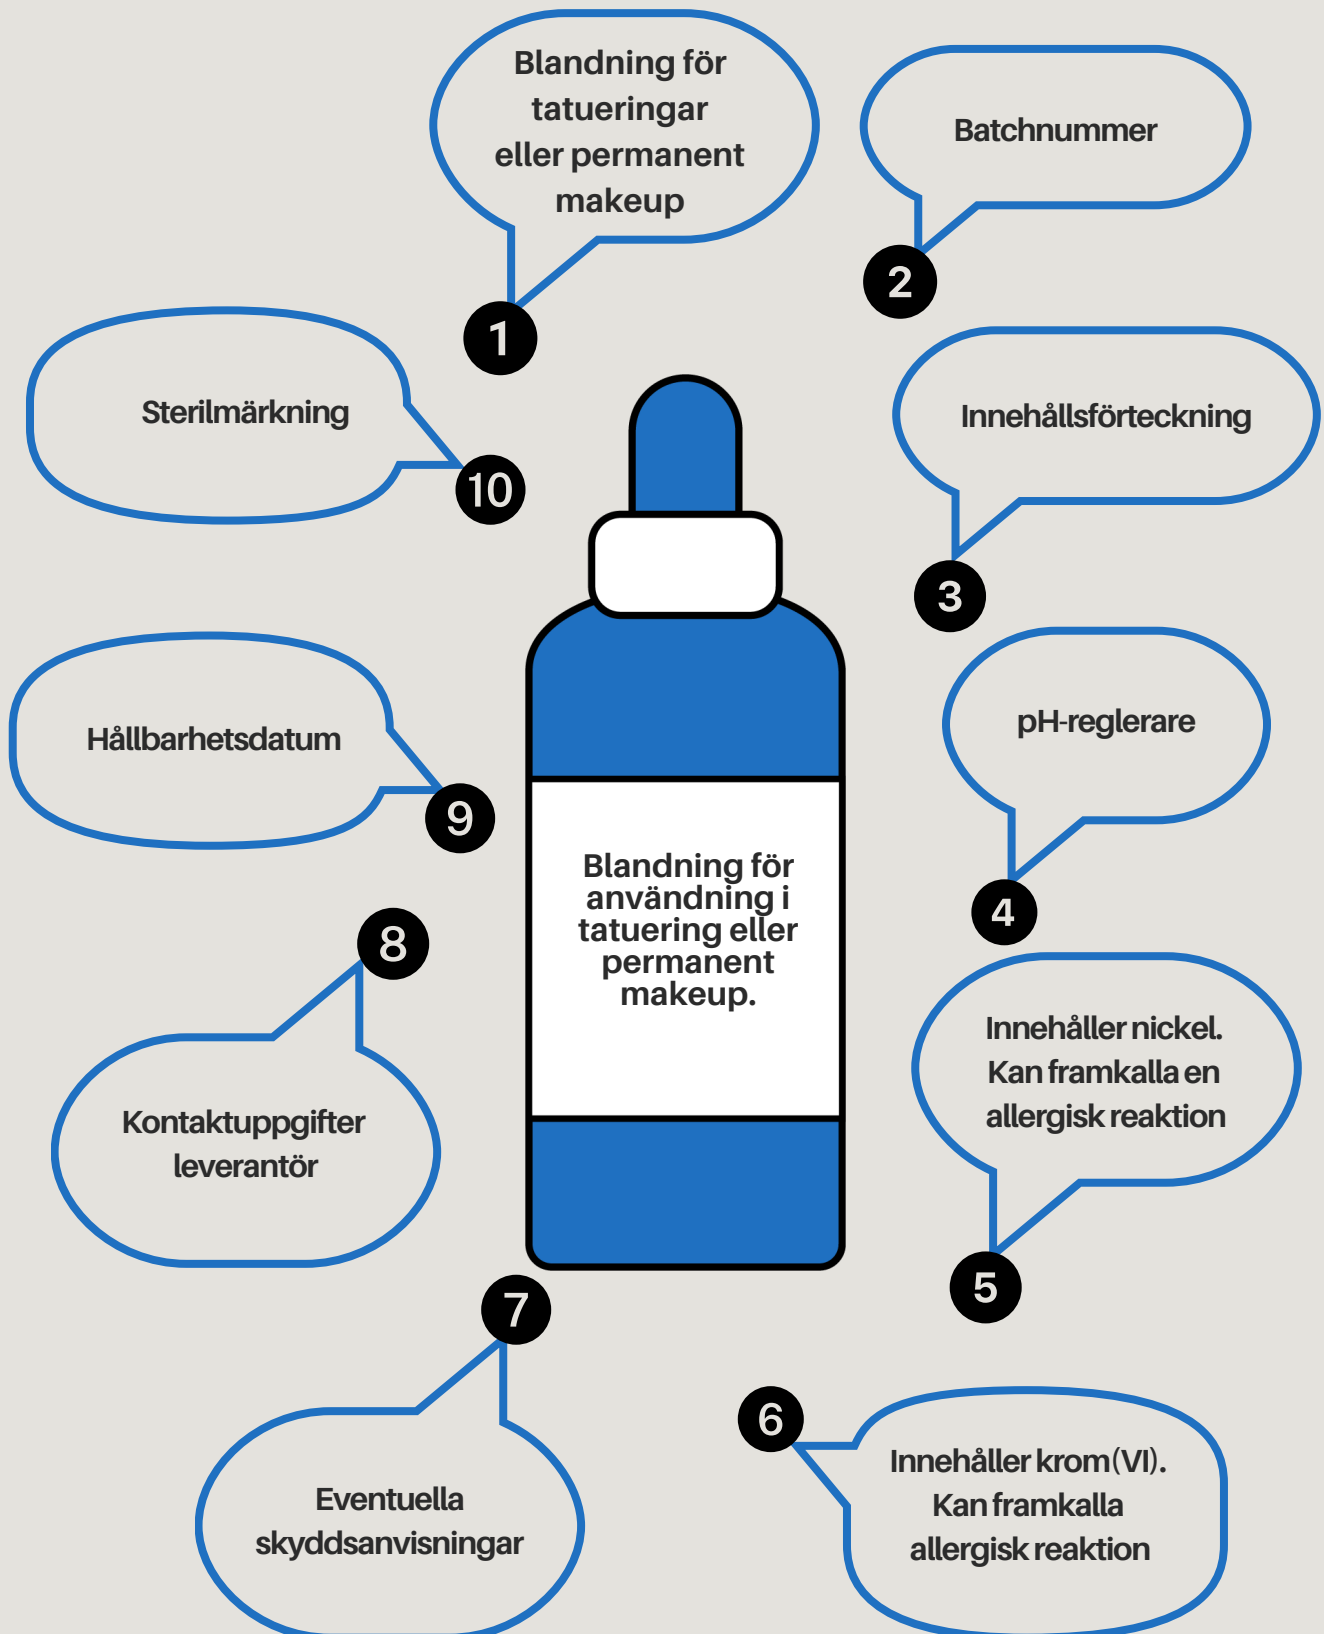 Blandning för
tatueringar
eller permanent
makeup
1
Batchnummer
2
Innehållsförteckning
3
pH-reglerare
4
Innehåller nickel.
Kan framkalla en
allergisk reaktion
5
Innehåller krom(VI).
Kan framkalla
allergisk reaktion
6
Eventuella
skyddsanvisningar
7
Kontaktuppgifter
leverantör
8
Hållbarhetsdatum
9
Sterilmärkning
10
Blandning för
användning i
tatuering eller
permanent
makeup.